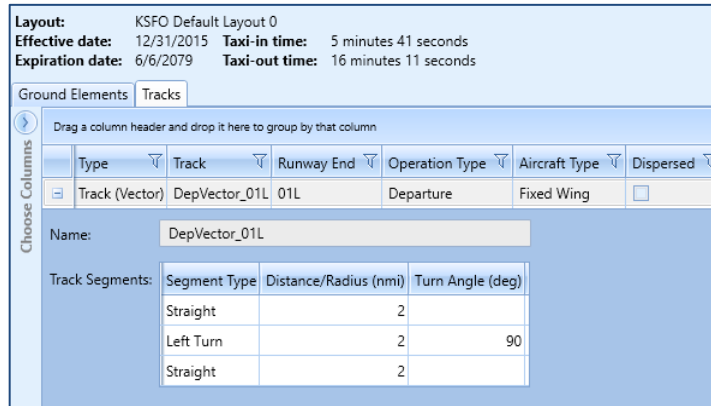 Layout: KSFO Default Layout 0
Effective date: 12/31/2015 Taxi-in time: 5 minutes 41 seconds
Expiration date: 6/6/2079 Taxi-out time: 16 minutes 11 seconds
Ground Elements Tracks
Choose Columns
Drag a column header and drop it here to group by that column
Type Track Runway End Operation Type Aircraft Type Dispersed
Track (Vector) DepVector_01L 01L Departure Fixed Wing
Name: DepVector_01L
Track Segments: Segment Type Distance/Radius (nmi) Turn Angle (deg)
Straight 2
Left Turn 2 90
Straight 2